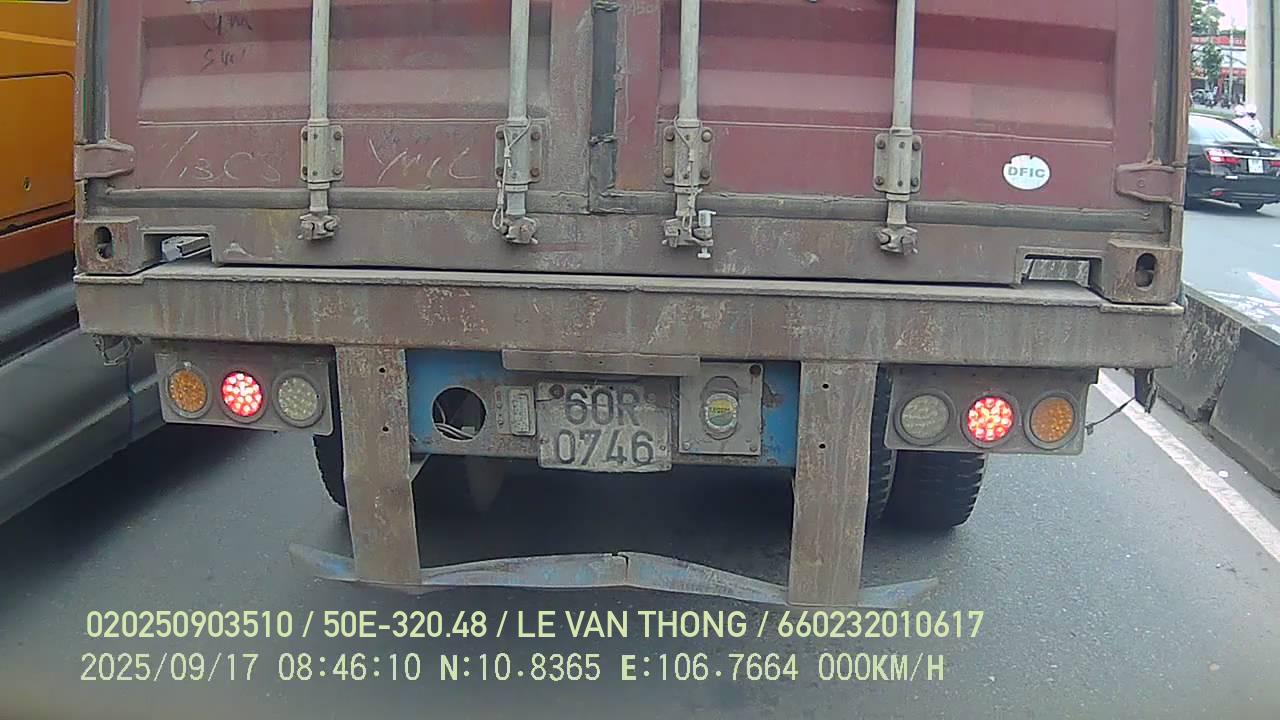 DFIC
60R
0746
020250903510 / 50E-320.48 / LE VAN THONG / 660232010617
2025/09/17 08:46:10 N:10.8365 E:106.7664 000KM/H